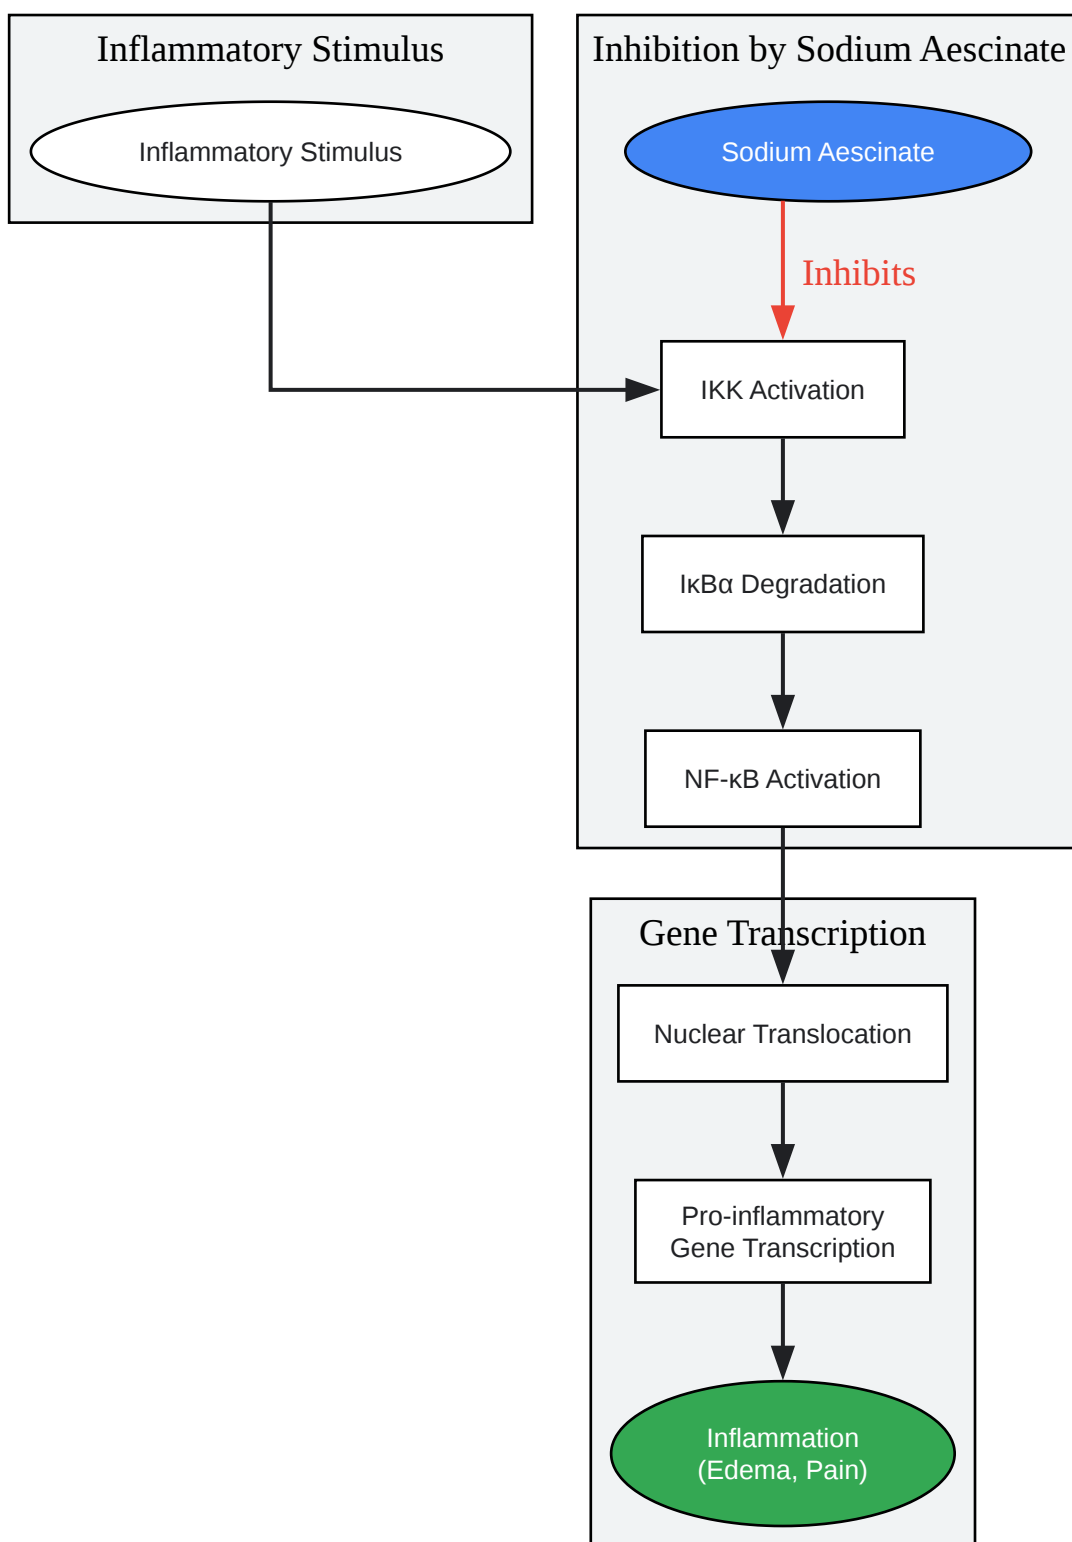 Inflammatory Stimulus
Inflammatory Stimulus
Inhibition by Sodium Aescinate
Sodium Aescinate
Inhibits
IKK Activation
IκBα Degradation
NF-κB Activation
Gene Transcription
Nuclear Translocation
Pro-inflammatory
Gene Transcription
Inflammation
(Edema, Pain)